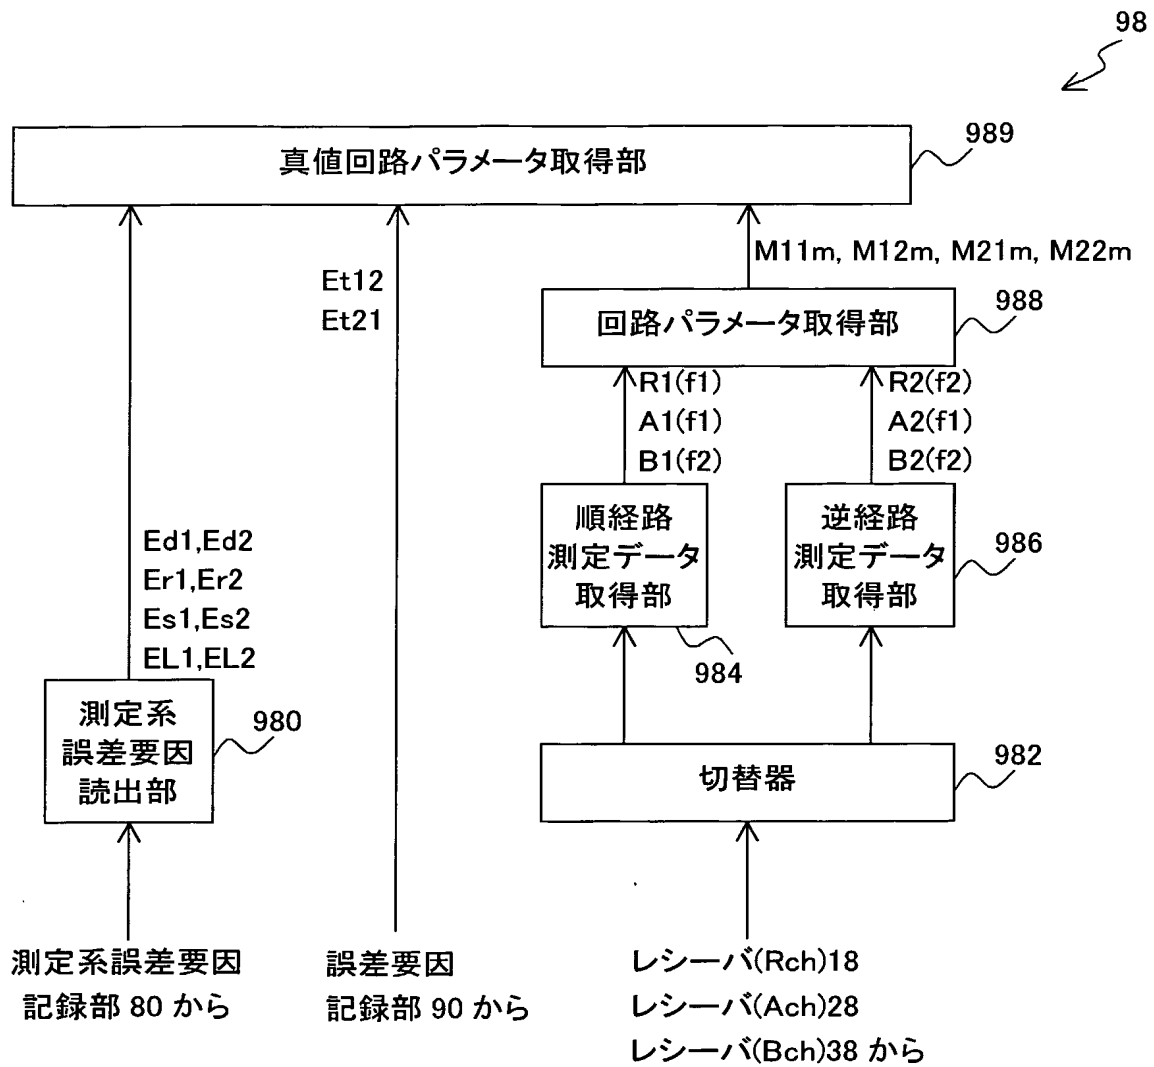 98
989
真値回路パラメータ取得部
M11m, M12m, M21m, M22m
Et12
Et21
988
回路パラメータ取得部
R1(f1)
A1(f1)
B1(f2)
R2(f2)
A2(f1)
B2(f2)
順経路
測定データ
取得部
984
逆経路
測定データ
取得部
986
Ed1,Ed2
Er1,Er2
Es1,Es2
EL1,EL2
測定系
誤差要因
読出部
980
切替器
982
測定系誤差要因
記録部 80 から
誤差要因
記録部 90 から
レシーバ(Rch)18
レシーバ(Ach)28
レシーバ(Bch)38 から